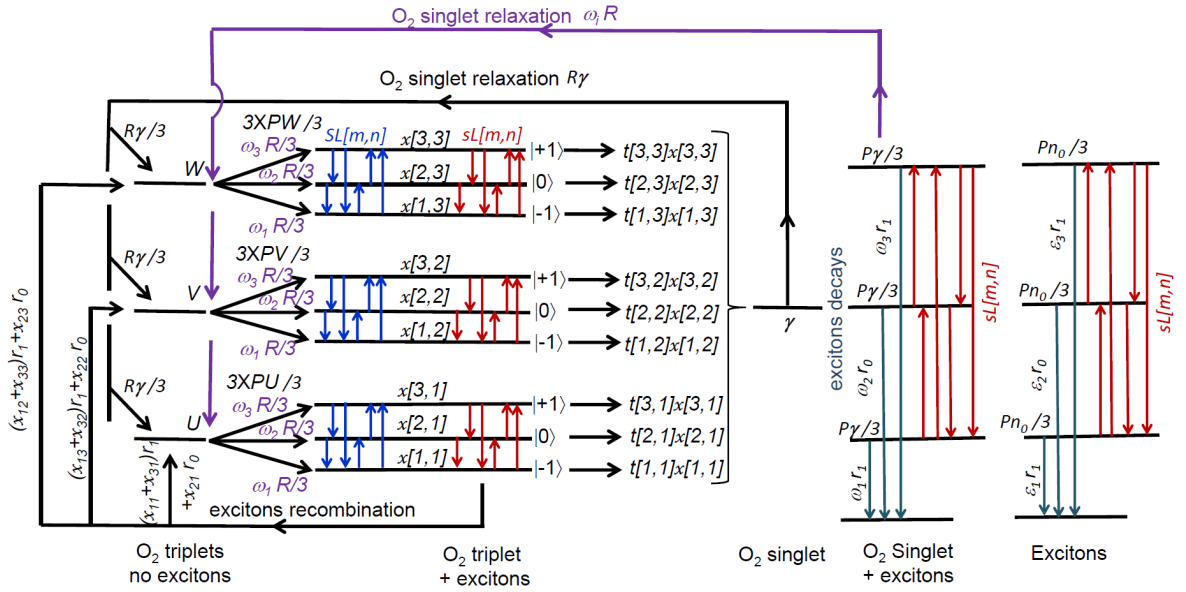 O₂ singlet relaxation ωᵢ R
O₂ singlet relaxation Rγ
Rγ/3
W
3XPW/3
ω₃ R/3
ω₂ R/3
ω₁ R/3
SL[m,n]
sL[m,n]
x[3,3]
x[2,3]
x[1,3]
|+1⟩
|0⟩
|-1⟩
t[3,3]x[3,3]
t[2,3]x[2,3]
t[1,3]x[1,3]
Rγ/3
V
3XPV/3
ω₃ R/3
ω₂ R/3
ω₁ R/3
x[3,2]
x[2,2]
x[1,2]
|+1⟩
|0⟩
|-1⟩
t[3,2]x[3,2]
t[2,2]x[2,2]
t[1,2]x[1,2]
Rγ/3
U
3XPU/3
ω₃ R/3
ω₂ R/3
ω₁ R/3
x[3,1]
x[2,1]
x[1,1]
|+1⟩
|0⟩
|-1⟩
t[3,1]x[3,1]
t[2,1]x[2,1]
t[1,1]x[1,1]
(x₁₂+x₃₃)r₁+x₂₃ r₀
(x₁₃+x₃₂)r₁+x₂₂ r₀
(x₁₁+x₃₁)r₁
+x₂₁ r₀
excitons recombination
γ
excitons decays
Pγ/3
ω₃ r₁
Pγ/3
ω₂ r₀
Pγ/3
ω₁ r₁
sL[m,n]
Pn₀/3
ε₃ r₁
Pn₀/3
ε₂ r₀
Pn₀/3
ε₁ r₁
sL[m,n]
O₂ triplets
no excitons
O₂ triplet
+ excitons
O₂ singlet
O₂ Singlet
+ excitons
Excitons